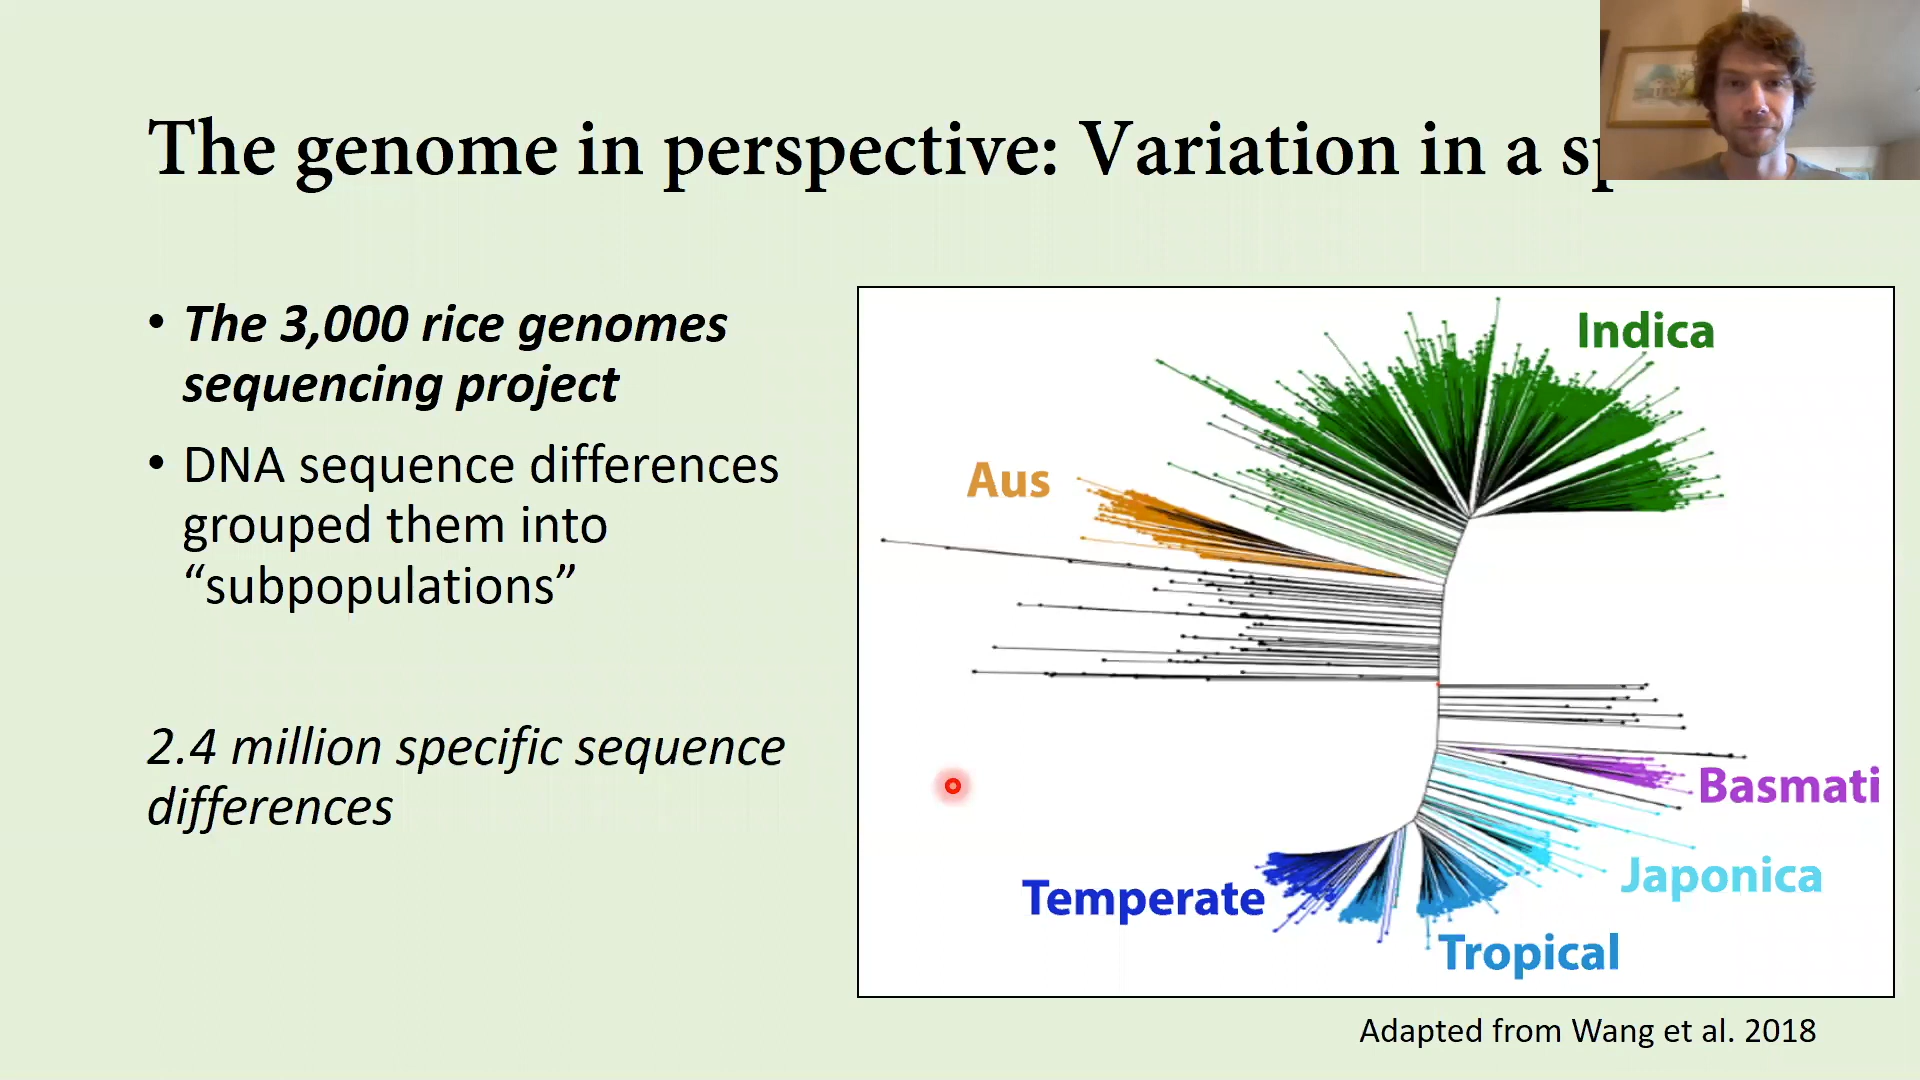 The genome in perspective: Variation in a
• The 3,000 rice genomes
sequencing project
• DNA sequence differences
grouped them into
“subpopulations”
2.4 million specific sequence
differences
Indica
Aus
Basmati
Japonica
Temperate
Tropical
Adapted from Wang et al. 2018